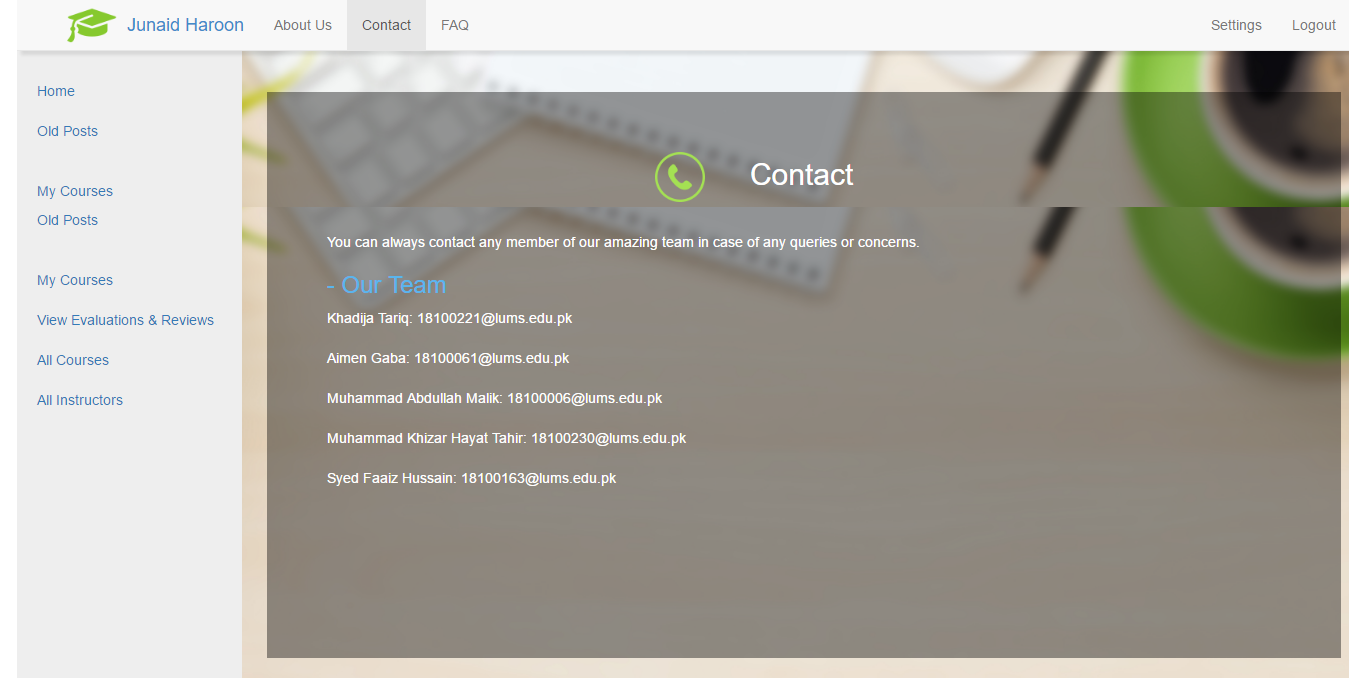 Junaid Haroon About Us Contact FAQ Settings Logout
Home
Old Posts
My Courses
Old Posts
My Courses
View Evaluations & Reviews
All Courses
All Instructors
Contact
You can always contact any member of our amazing team in case of any queries or concerns.
- Our Team
Khadija Tariq: 18100221@lums.edu.pk
Aimen Gaba: 18100061@lums.edu.pk
Muhammad Abdullah Malik: 18100006@lums.edu.pk
Muhammad Khizar Hayat Tahir: 18100230@lums.edu.pk
Syed Faaiz Hussain: 18100163@lums.edu.pk